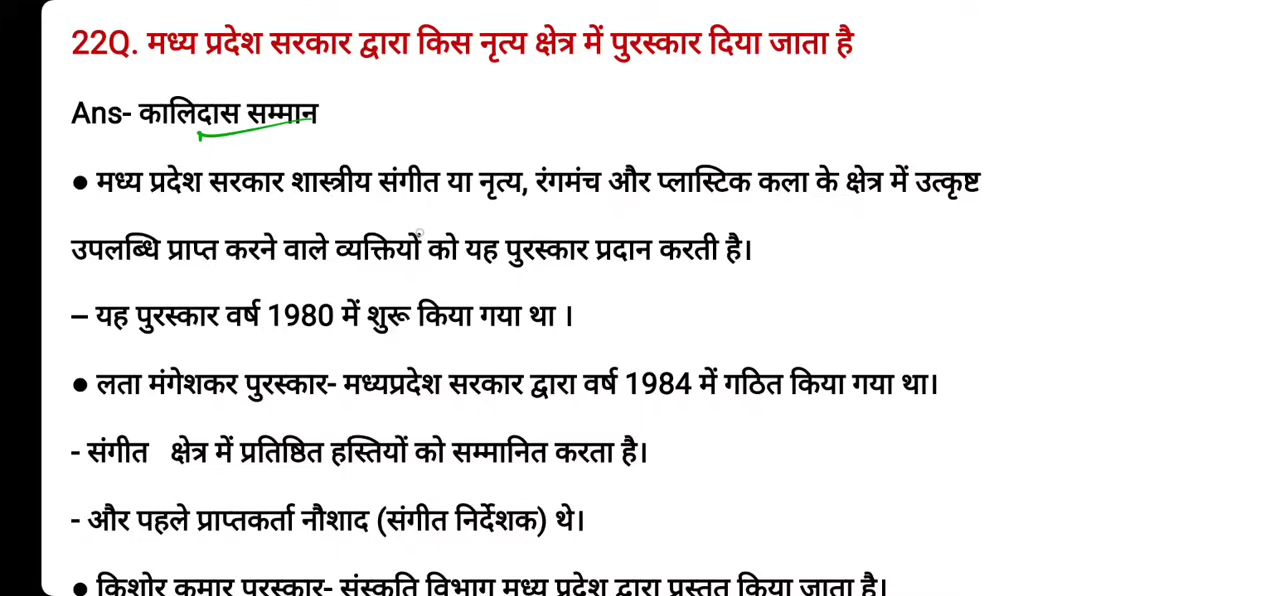 22Q. मध्य प्रदेश सरकार द्वारा किस नृत्य क्षेत्र में पुरस्कार दिया जाता है
Ans- कालिदास सम्मान
● मध्य प्रदेश सरकार शास्त्रीय संगीत या नृत्य, रंगमंच और प्लास्टिक कला के क्षेत्र में उत्कृष्ट
उपलब्धि प्राप्त करने वाले व्यक्तियों को यह पुरस्कार प्रदान करती है।
– यह पुरस्कार वर्ष 1980 में शुरू किया गया था ।
● लता मंगेशकर पुरस्कार- मध्यप्रदेश सरकार द्वारा वर्ष 1984 में गठित किया गया था।
- संगीत क्षेत्र में प्रतिष्ठित हस्तियों को सम्मानित करता है।
- और पहले प्राप्तकर्ता नौशाद (संगीत निर्देशक) थे।
● किशोर कुमार पुरस्कार- संस्कृति विभाग मध्य प्रदेश द्वारा प्रस्तुत किया जाता है।